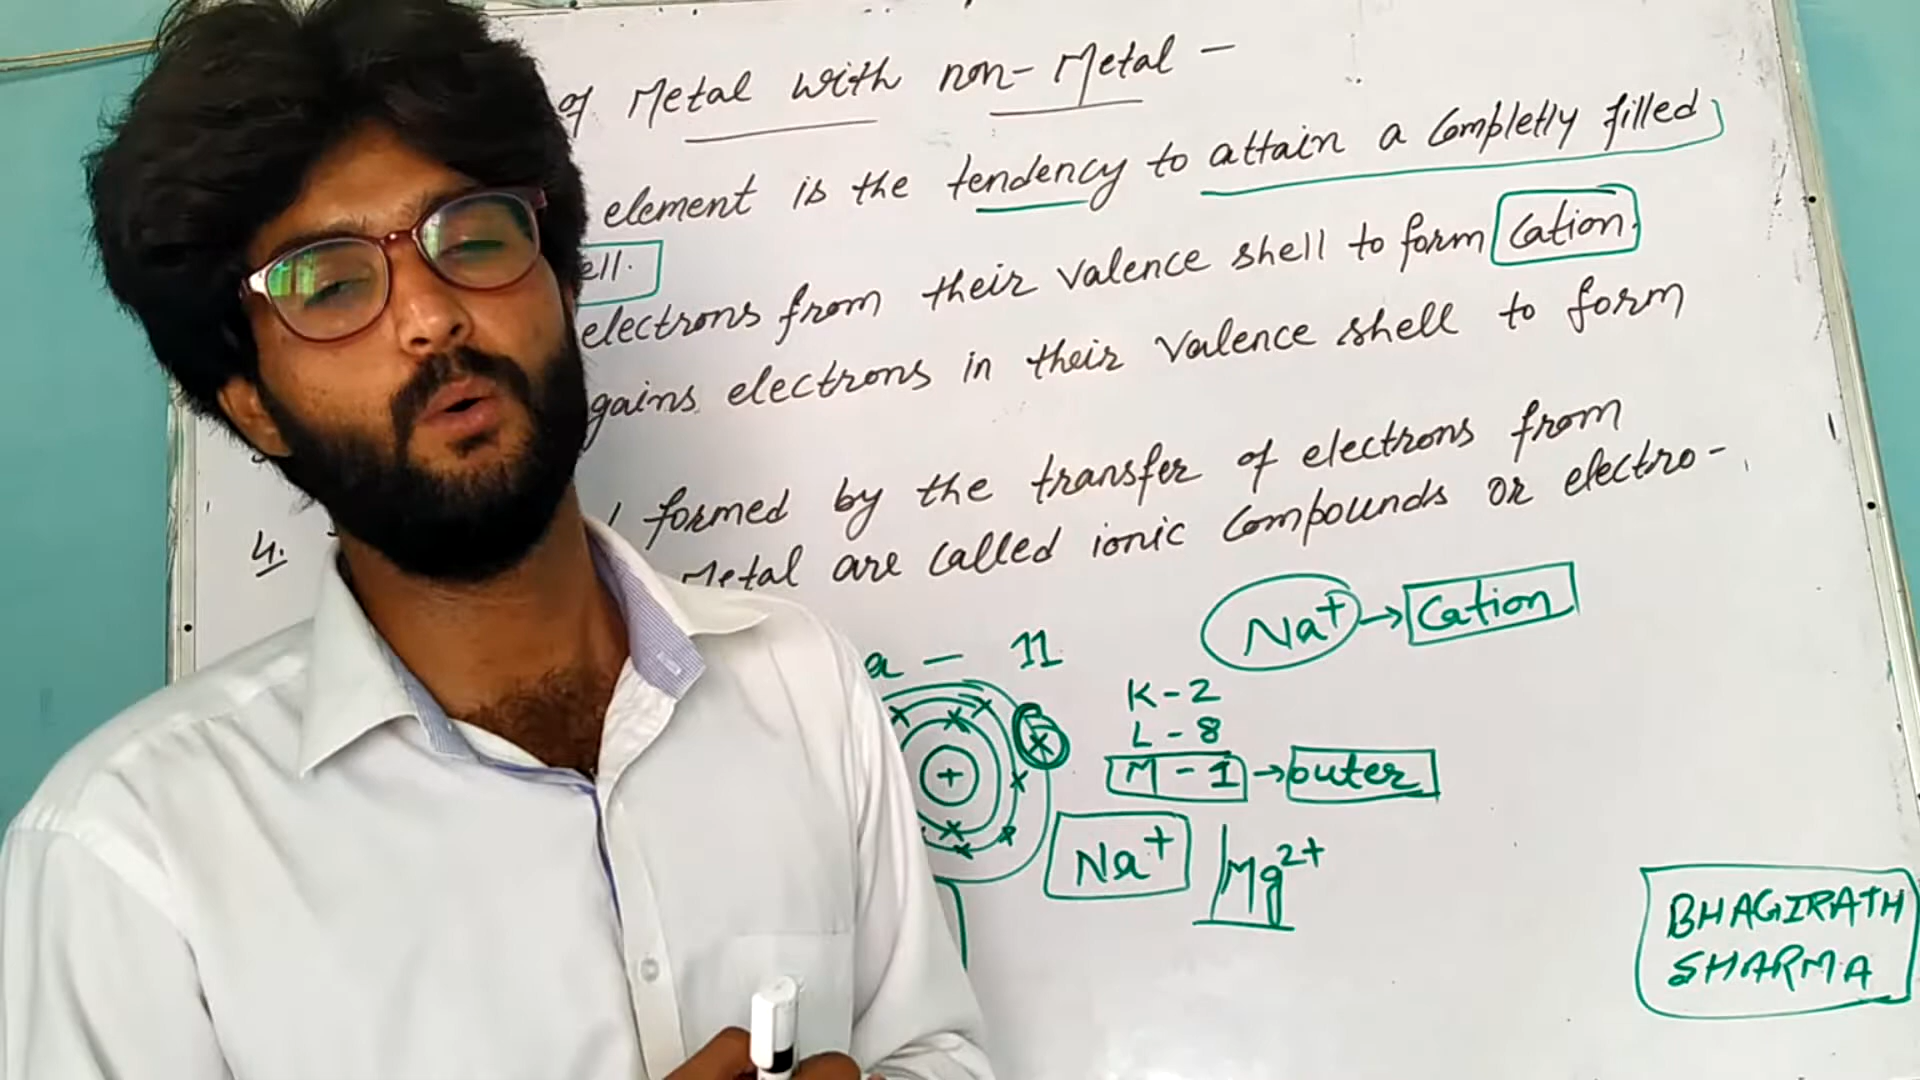 of Metal with non-Metal -
element is the tendency to attain a Completly filled
ell.
electrons from their valence shell to form Cation.
gains electrons in their valence shell to form
4. formed by the transfer of electrons from
Metal are called ionic Compounds or electro-
Na+ → Cation
a - 11
K-2
L-8
M-1 → outer
+
Na+ Mg2+
BHAGIRATH
SHARMA